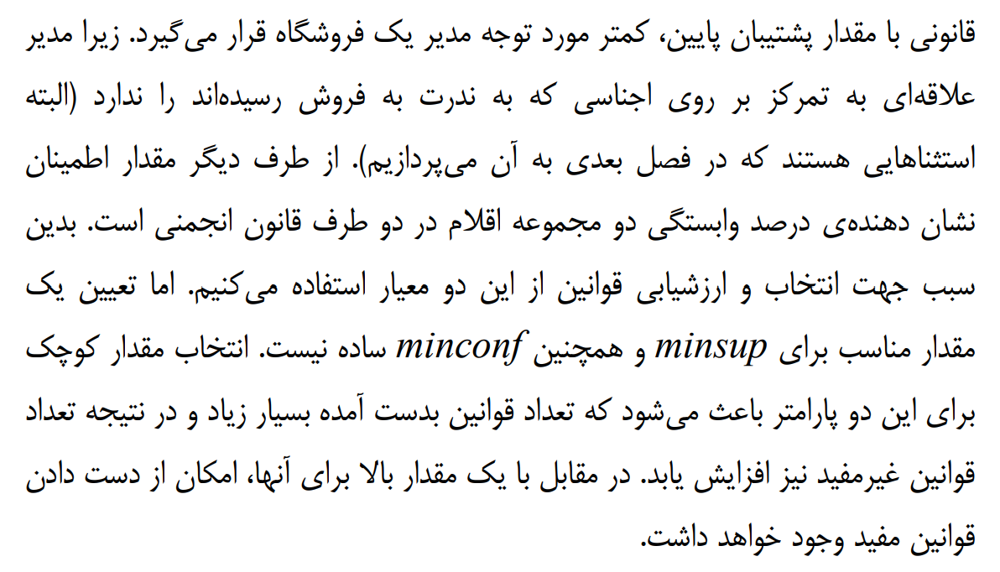 قانونی با مقدار پشتیبان پایین، کمتر مورد توجه مدیر یک فروشگاه قرار می‌گیرد. زیرا مدیر
علاقه‌ای به تمرکز بر روی اجناسی که به ندرت به فروش رسیده‌اند را ندارد (البته
استثناهایی هستند که در فصل بعدی به آن می‌پردازیم). از طرف دیگر مقدار اطمینان
نشان دهنده‌ی درصد وابستگی دو مجموعه اقلام در دو طرف قانون انجمنی است. بدین
سبب جهت انتخاب و ارزشیابی قوانین از این دو معیار استفاده می‌کنیم. اما تعیین یک
مقدار مناسب برای minsup و همچنین minconf ساده نیست. انتخاب مقدار کوچک
برای این دو پارامتر باعث می‌شود که تعداد قوانین بدست آمده بسیار زیاد و در نتیجه تعداد
قوانین غیرمفید نیز افزایش یابد. در مقابل با یک مقدار بالا برای آنها، امکان از دست دادن
قوانین مفید وجود خواهد داشت.